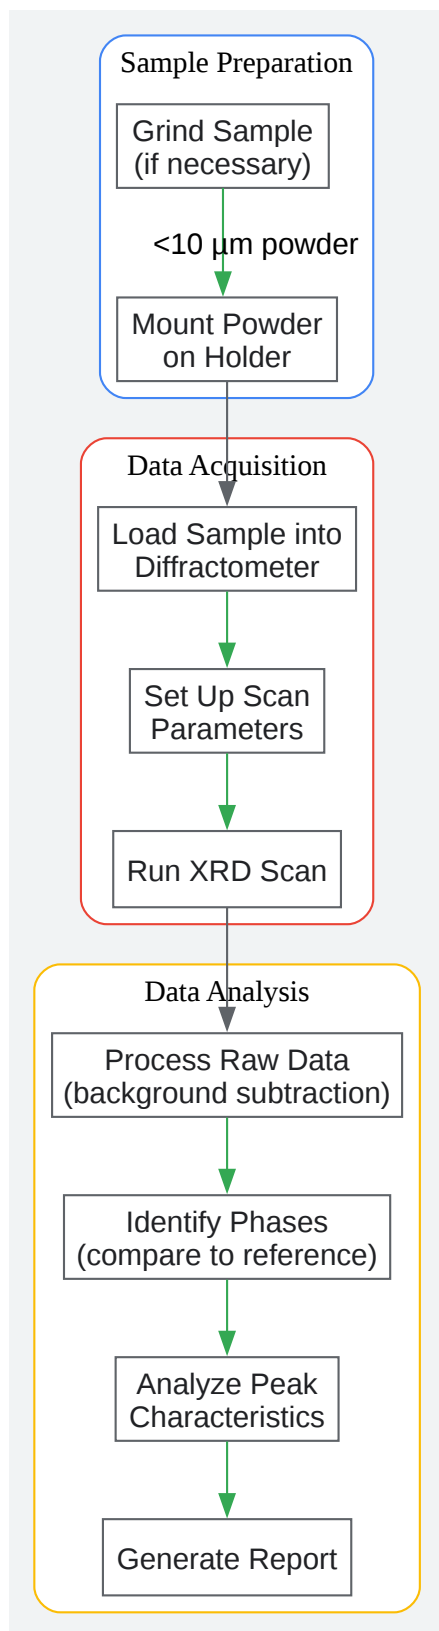 Sample Preparation
Grind Sample
(if necessary)
<10 µm powder
Mount Powder
on Holder
Data Acquisition
Load Sample into
Diffractometer
Set Up Scan
Parameters
Run XRD Scan
Data Analysis
Process Raw Data
(background subtraction)
Identify Phases
(compare to reference)
Analyze Peak
Characteristics
Generate Report